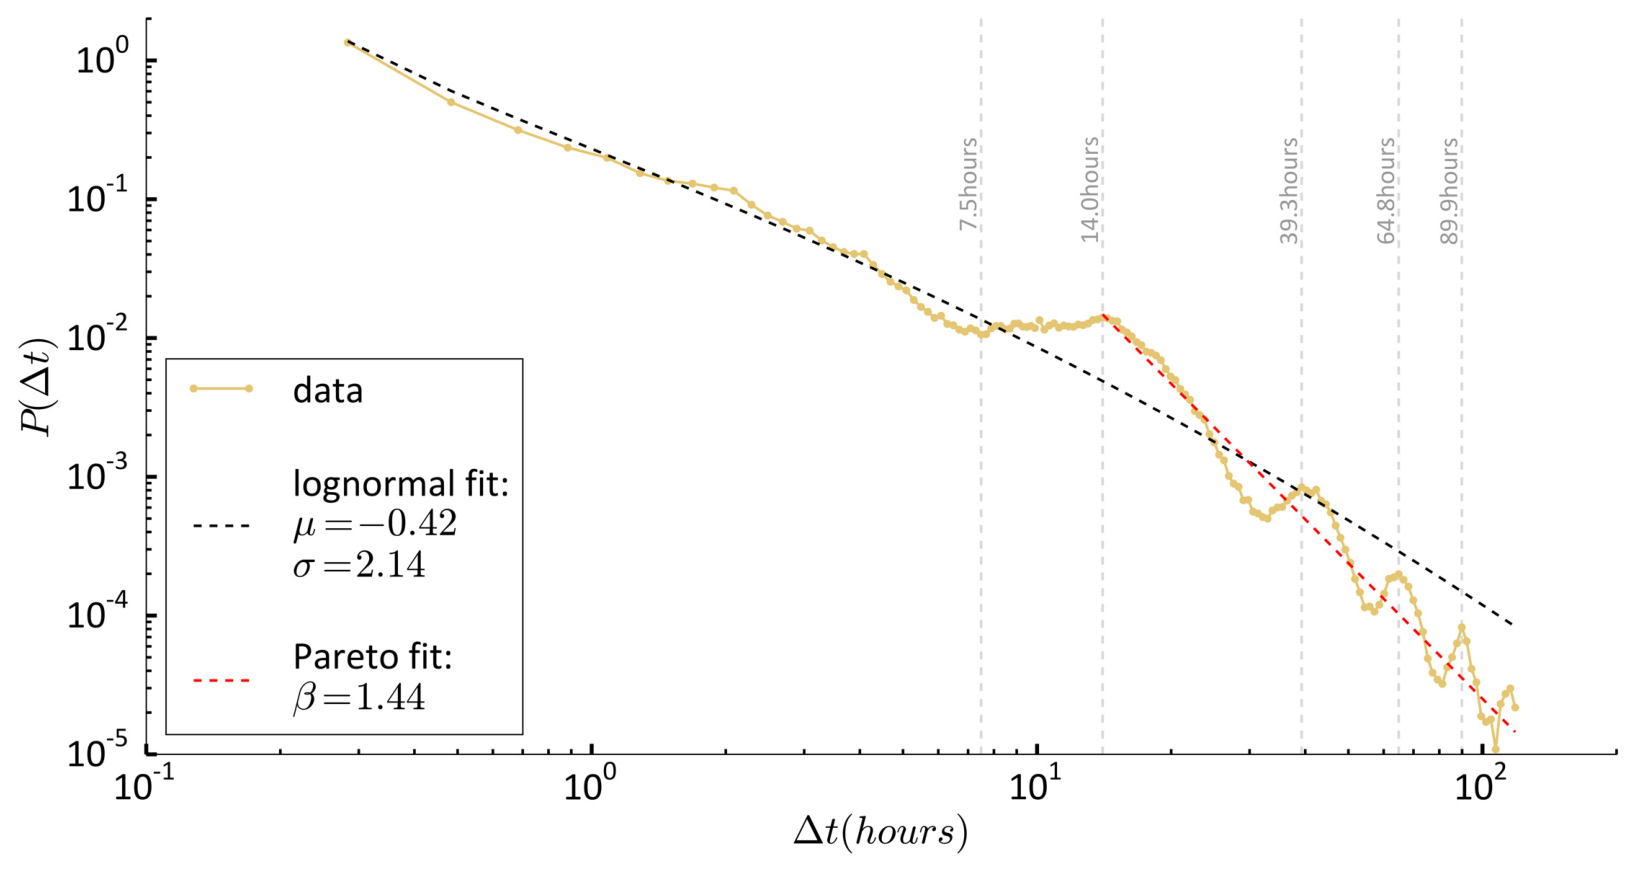 10^0
10^-1
10^-2
10^-3
10^-4
10^-5
P(Δt)
7.5hours
14.0hours
39.3hours
64.8hours
89.9hours
data
lognormal fit:
μ=−0.42
σ=2.14
Pareto fit:
β=1.44
10^-1
10^0
10^1
10^2
Δt(hours)